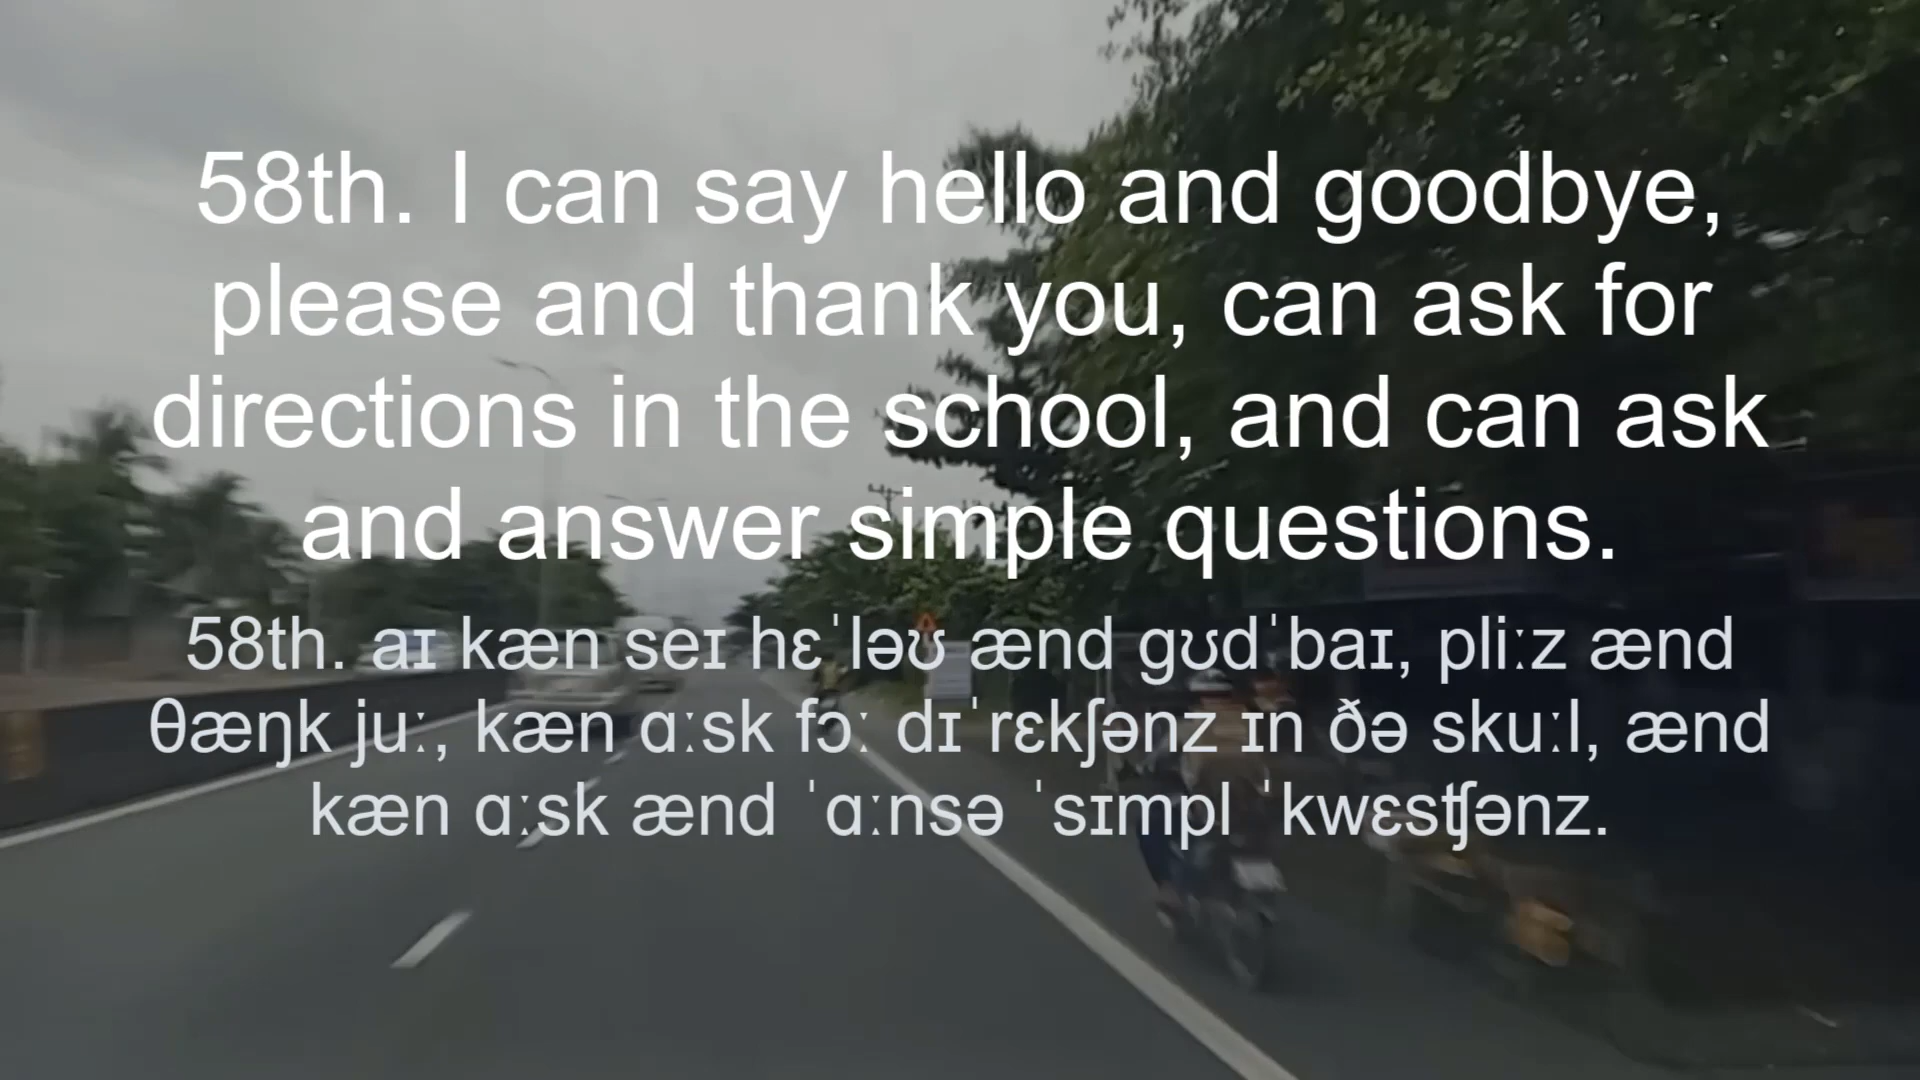 58th. I can say hello and goodbye,
please and thank you, can ask for
directions in the school, and can ask
and answer simple questions.
58th. aɪ kæn seɪ hɛˈləʊ ænd gʊdˈbaɪ, pliːz ænd
θæŋk juː, kæn ɑːsk fɔː dɪˈrɛkʃənz ɪn ðə skuːl, ænd
kæn ɑːsk ænd ˈɑːnsə ˈsɪmpl ˈkwɛsʧənz.